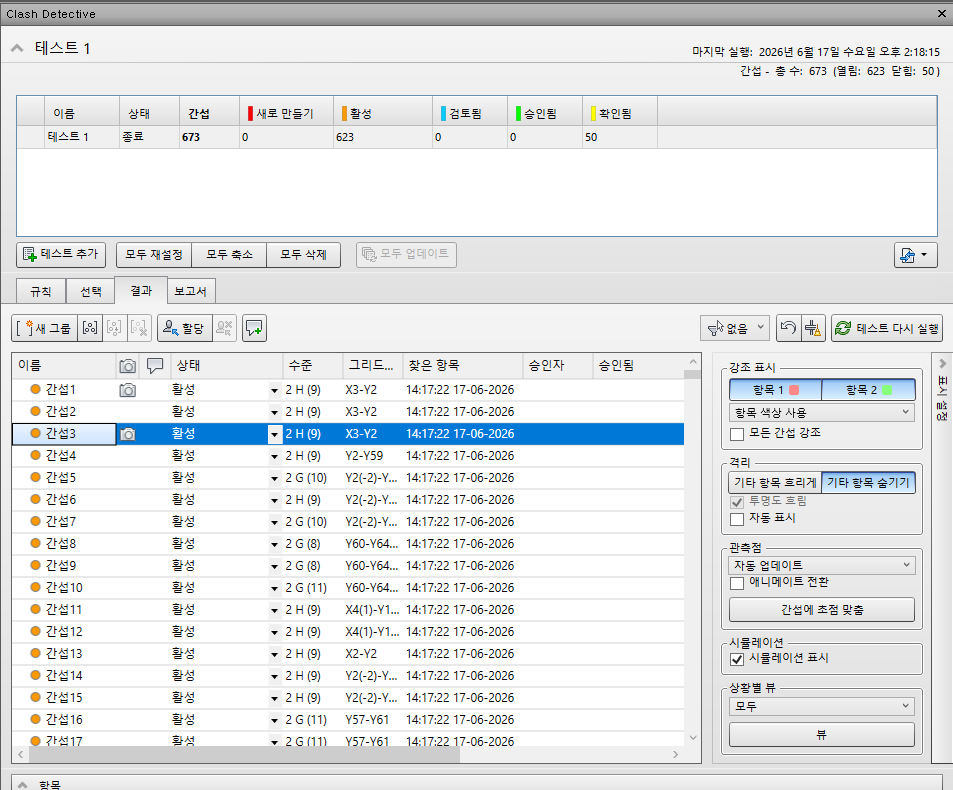 Clash Detective
테스트 1
마지막 실행: 2026년 6월 17일 수요일 오후 2:18:15
간섭 - 총 수: 673 (열림: 623 닫힘: 50)
이름 상태 간섭 새로 만들기 활성 검토됨 승인됨 확인됨
테스트 1 종료 673 0 623 0 0 50
테스트 추가 모두 재설정 모두 축소 모두 삭제 모두 업데이트
규칙 선택 결과 보고서
새 그룹 할당 없음 테스트 다시 실행
이름 상태 수준 그리드... 찾은 항목 승인자 승인됨
간섭1 활성 2 H (9) X3-Y2 14:17:22 17-06-2026
간섭2 활성 2 H (9) X3-Y2 14:17:22 17-06-2026
간섭3 활성 2 H (9) X3-Y2 14:17:22 17-06-2026
간섭4 활성 2 H (9) Y2-Y59 14:17:22 17-06-2026
간섭5 활성 2 G (10) Y2(-2)-Y... 14:17:22 17-06-2026
간섭6 활성 2 H (9) Y2(-2)-Y... 14:17:22 17-06-2026
간섭7 활성 2 G (10) Y2(-2)-Y... 14:17:22 17-06-2026
간섭8 활성 2 G (8) Y60-Y64... 14:17:22 17-06-2026
간섭9 활성 2 G (8) Y60-Y64... 14:17:22 17-06-2026
간섭10 활성 2 G (11) Y60-Y64... 14:17:22 17-06-2026
간섭11 활성 2 H (9) X4(1)-Y1... 14:17:22 17-06-2026
간섭12 활성 2 H (9) X4(1)-Y1... 14:17:22 17-06-2026
간섭13 활성 2 H (9) X2-Y2 14:17:22 17-06-2026
간섭14 활성 2 H (9) Y2(-2)-Y... 14:17:22 17-06-2026
간섭15 활성 2 H (9) Y2(-2)-Y... 14:17:22 17-06-2026
간섭16 활성 2 G (11) Y57-Y61 14:17:22 17-06-2026
간섭17 활성 2 G (11) Y57-Y61 14:17:22 17-06-2026
강조 표시
항목 1 항목 2
항목 색상 사용
모든 간섭 강조
격리
기타 항목 흐리게 기타 항목 숨기기
투명도 흐림
자동 표시
관측점
자동 업데이트
애니메이트 전환
간섭에 초점 맞춤
시뮬레이션
시뮬레이션 표시
상황별 뷰
모두
뷰
표시 설정
항목